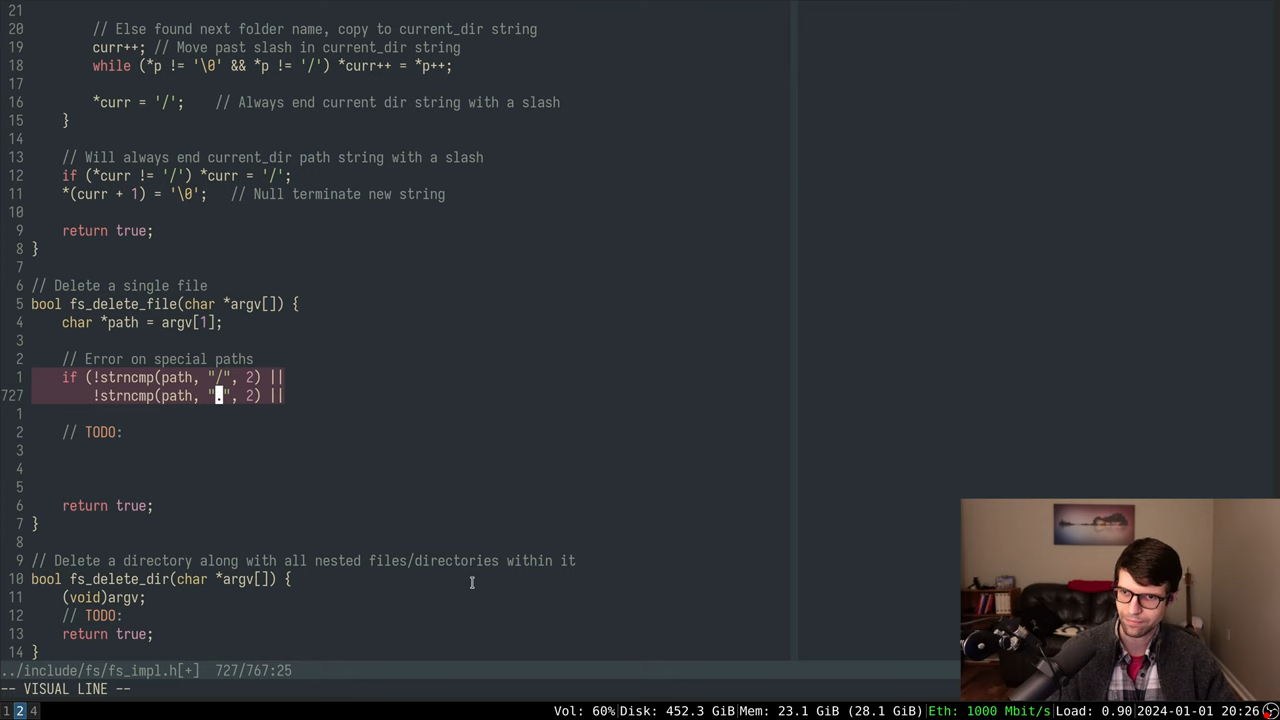 21
20         // Else found next folder name, copy to current_dir string
19         curr++; // Move past slash in current_dir string
18         while (*p != '\0' && *p != '/') *curr++ = *p++;
17
16         *curr = '/';    // Always end current dir string with a slash
15     }
14
13     // Will always end current_dir path string with a slash
12     if (*curr != '/') *curr = '/';
11     *(curr + 1) = '\0';   // Null terminate new string
10
9     return true;
8 }
7
6 // Delete a single file
5 bool fs_delete_file(char *argv[]) {
4     char *path = argv[1];
3
2     // Error on special paths
1     if (!strncmp(path, "/", 2) ||
727         !strncmp(path, ".", 2) ||
1
2     // TODO:
3
4
5
6     return true;
7 }
8
9 // Delete a directory along with all nested files/directories within it
10 bool fs_delete_dir(char *argv[]) {
11     (void)argv;
12     // TODO:
13     return true;
14 }
../include/fs/fs_impl.h[+]  727/767:25
-- VISUAL LINE --
1 2 4 Vol: 60%|Disk: 452.3 GiB|Mem: 23.1 GiB (28.1 GiB)|Eth: 1000 Mbit/s|Load: 0.90 2024-01-01 20:26